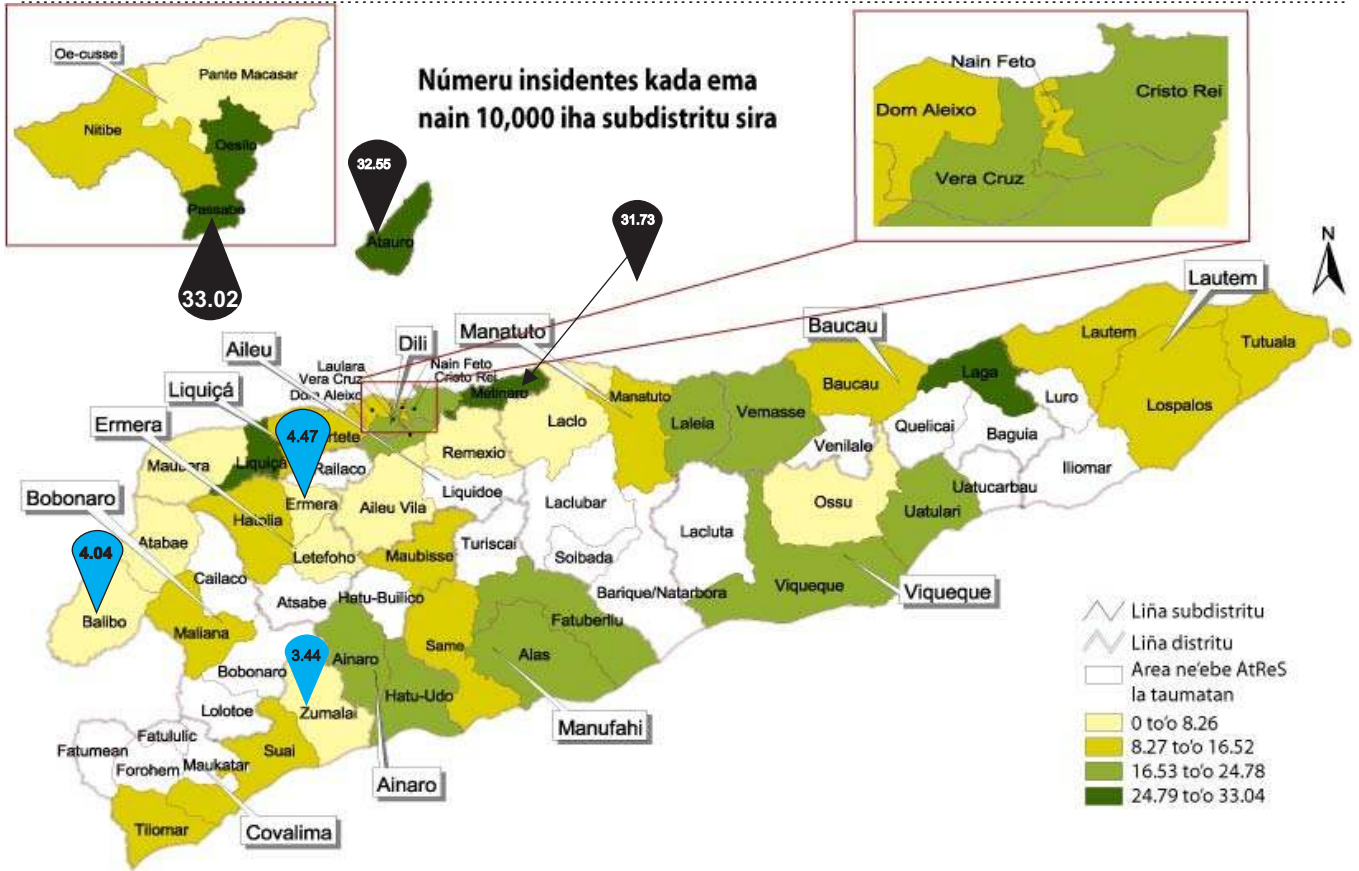 Oe-cusse
Pante Macasar
Nitibe
Oesilo
Passabe
33.02
Númeru insidentes kada ema
nain 10,000 iha subdistritu sira
32.55
Atauro
31.73
Nain Feto
Cristo Rei
Dom Aleixo
Vera Cruz
N
Lautem
Baucau
Manatuto
Dili
Aileu
Liquiçá
Ermera
Bobonaro
Laulara
Vera Cruz
Dom Aleixo
Nain Feto
Cristo Rei
Metinaro
Lautem
Tutuala
Lospalos
Laga
Luro
Baucau
Manatuto
Laleia
Vemasse
Laclo
Quelicai
Baguia
Venilale
Iliomar
Remexio
4.47
rtete
Liquiçá
Railaco
Maubara
Liquidoe
Ermera
Aileu Vila
Laclubar
Ossu
Uatucarbau
Uatulari
Hatolia
Lacluta
Atabae
Letefoho
Maubisse
Turiscai
Soibada
4.04
Cailaco
Barique/Natarbora
Viqueque
Viqueque
Atsabe
Hatu-Builico
Balibo
Maliana
Fatuberliu
Same
Alas
3.44
Ainaro
Bobonaro
Hatu-Udo
Zumalai
Lolotoe
Manufahi
Fatululic
Fatumean
Suai
Forohem
Maukatar
Ainaro
Tilomar
Covalima
Liña subdistritu
Liña distritu
Area ne'ebe AtReS
la taumatan
0 to'o 8.26
8.27 to'o 16.52
16.53 to'o 24.78
24.79 to'o 33.04